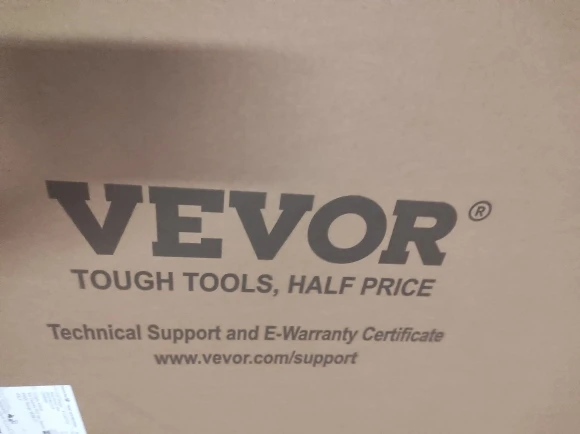 VEVOR®
TOUGH TOOLS, HALF PRICE
Technical Support and E-Warranty Certificate
www.vevor.com/support